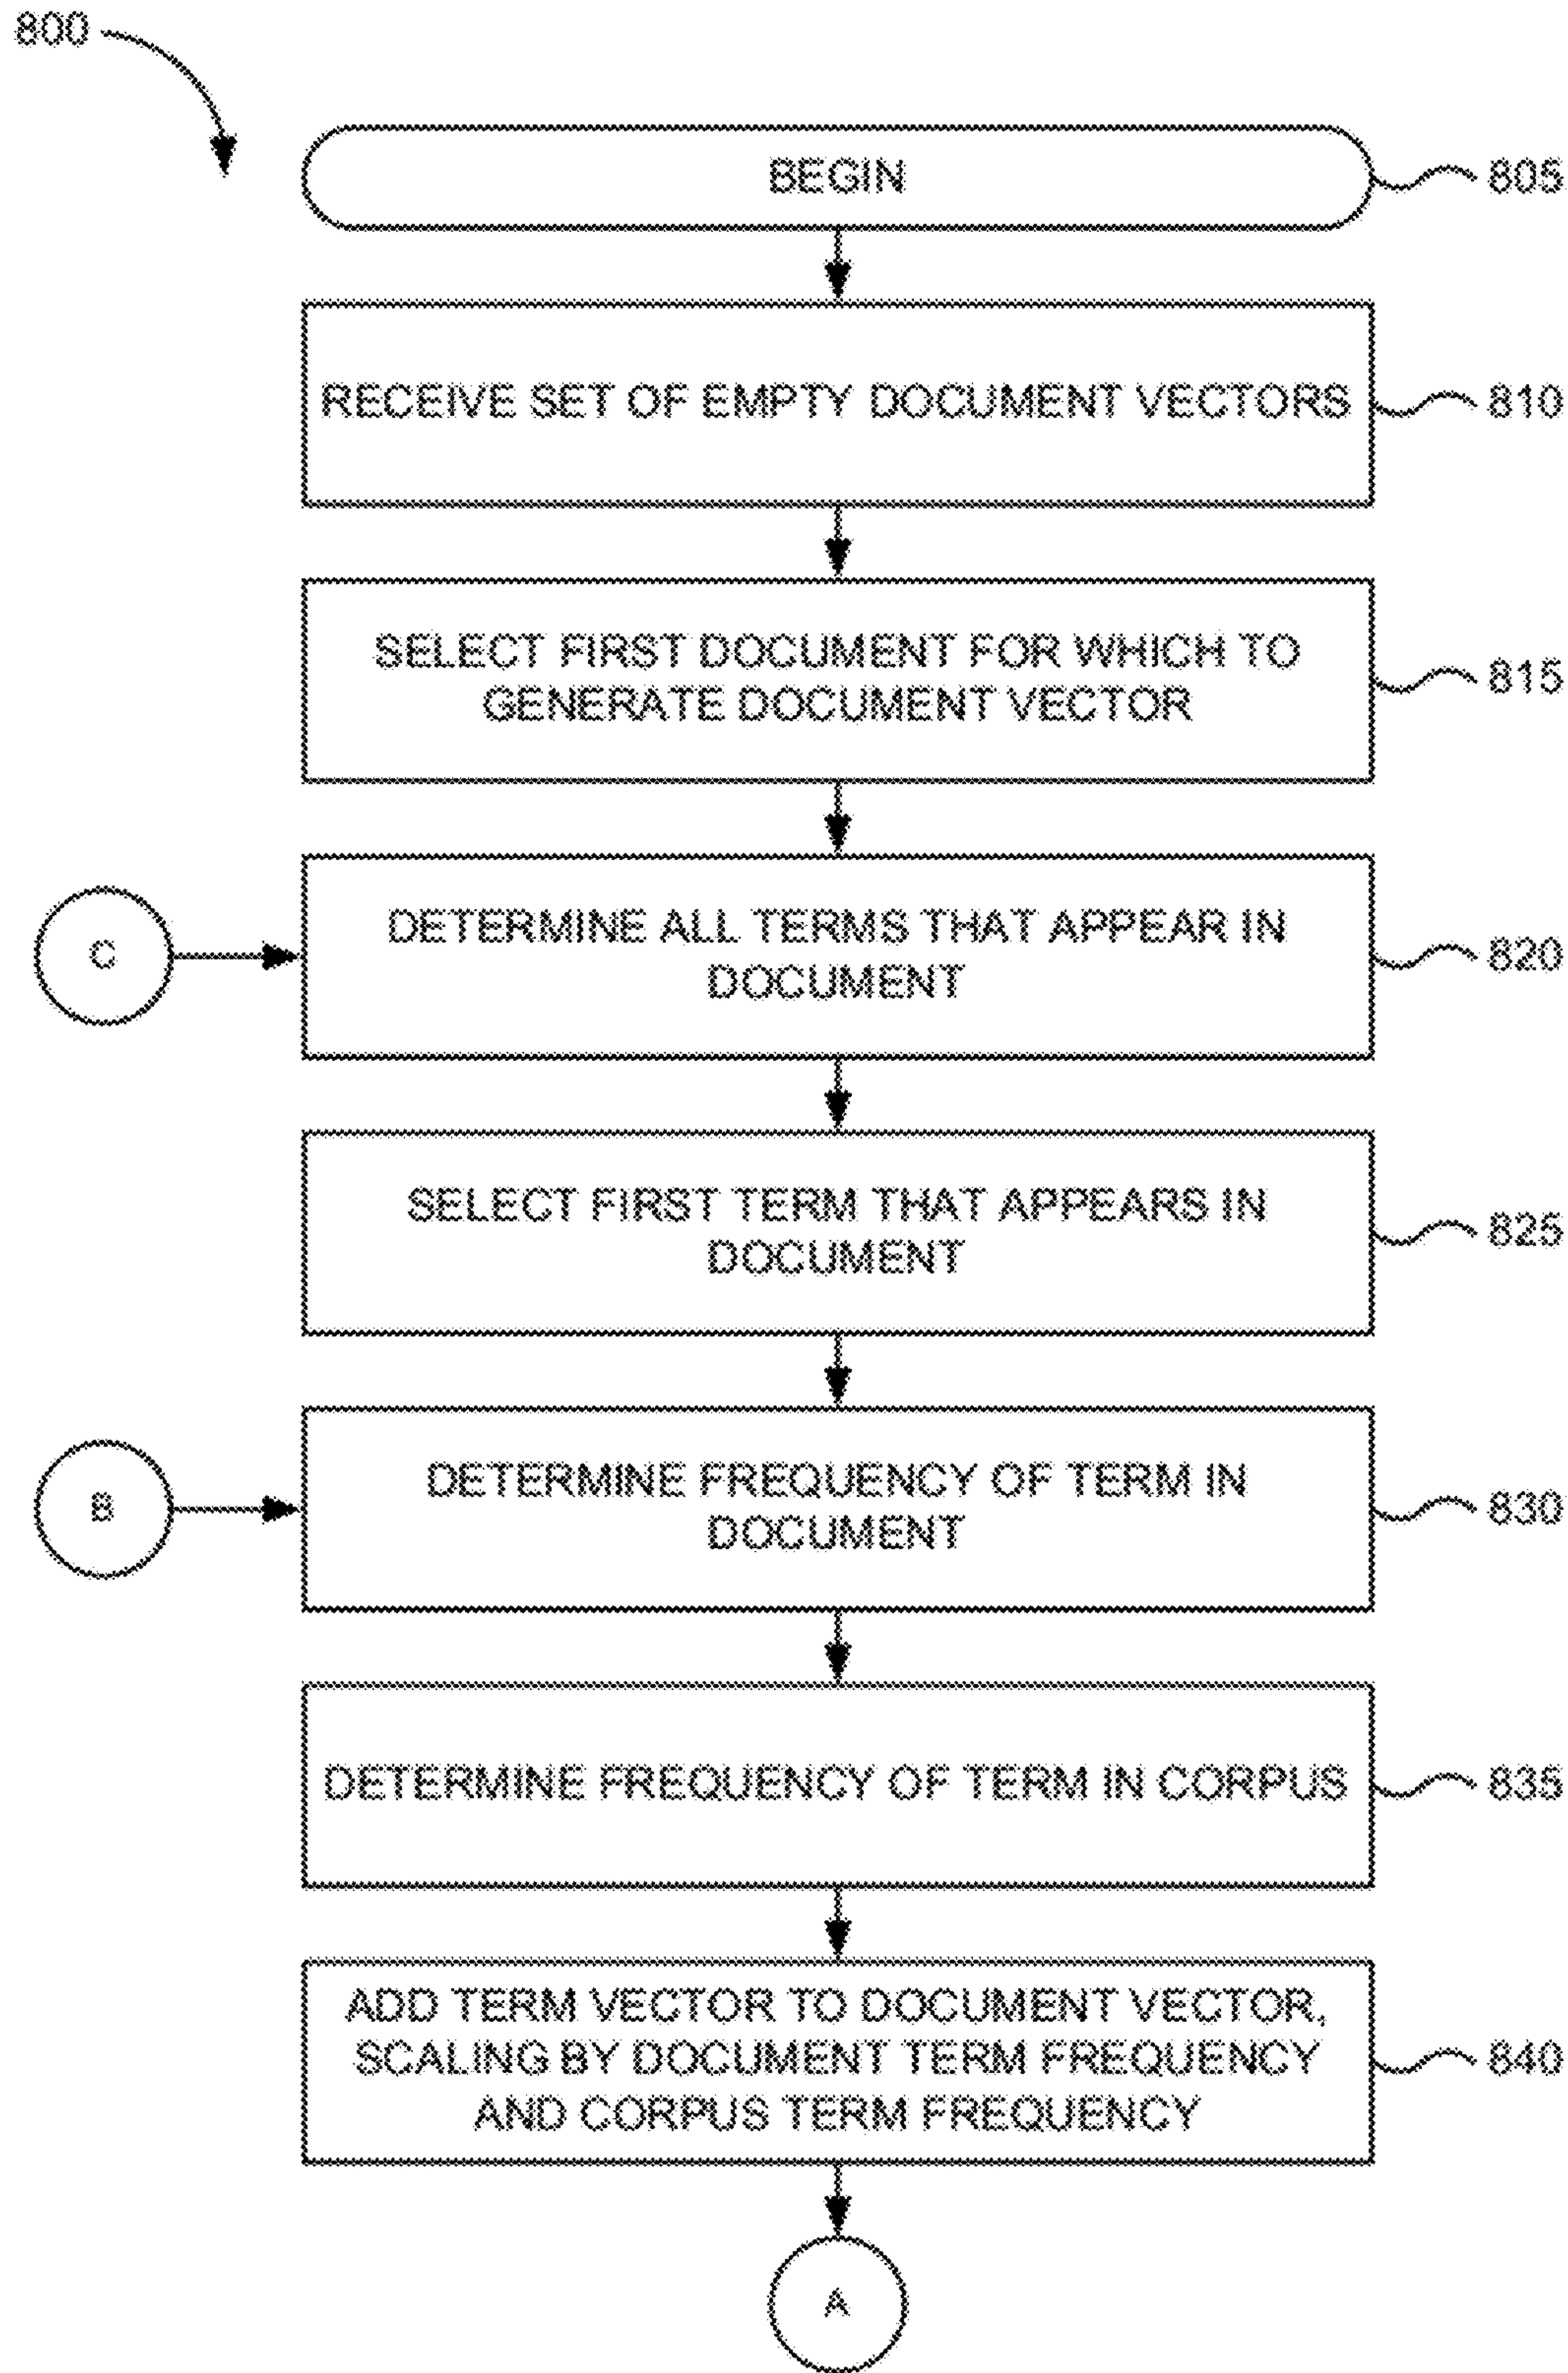 800
BEGIN
805
RECEIVE SET OF EMPTY DOCUMENT VECTORS
810
SELECT FIRST DOCUMENT FOR WHICH TO
GENERATE DOCUMENT VECTOR
815
C
DETERMINE ALL TERMS THAT APPEAR IN
DOCUMENT
820
SELECT FIRST TERM THAT APPEARS IN
DOCUMENT
825
B
DETERMINE FREQUENCY OF TERM IN
DOCUMENT
830
DETERMINE FREQUENCY OF TERM IN CORPUS
835
ADD TERM VECTOR TO DOCUMENT VECTOR,
SCALING BY DOCUMENT TERM FREQUENCY
AND CORPUS TERM FREQUENCY
840
A